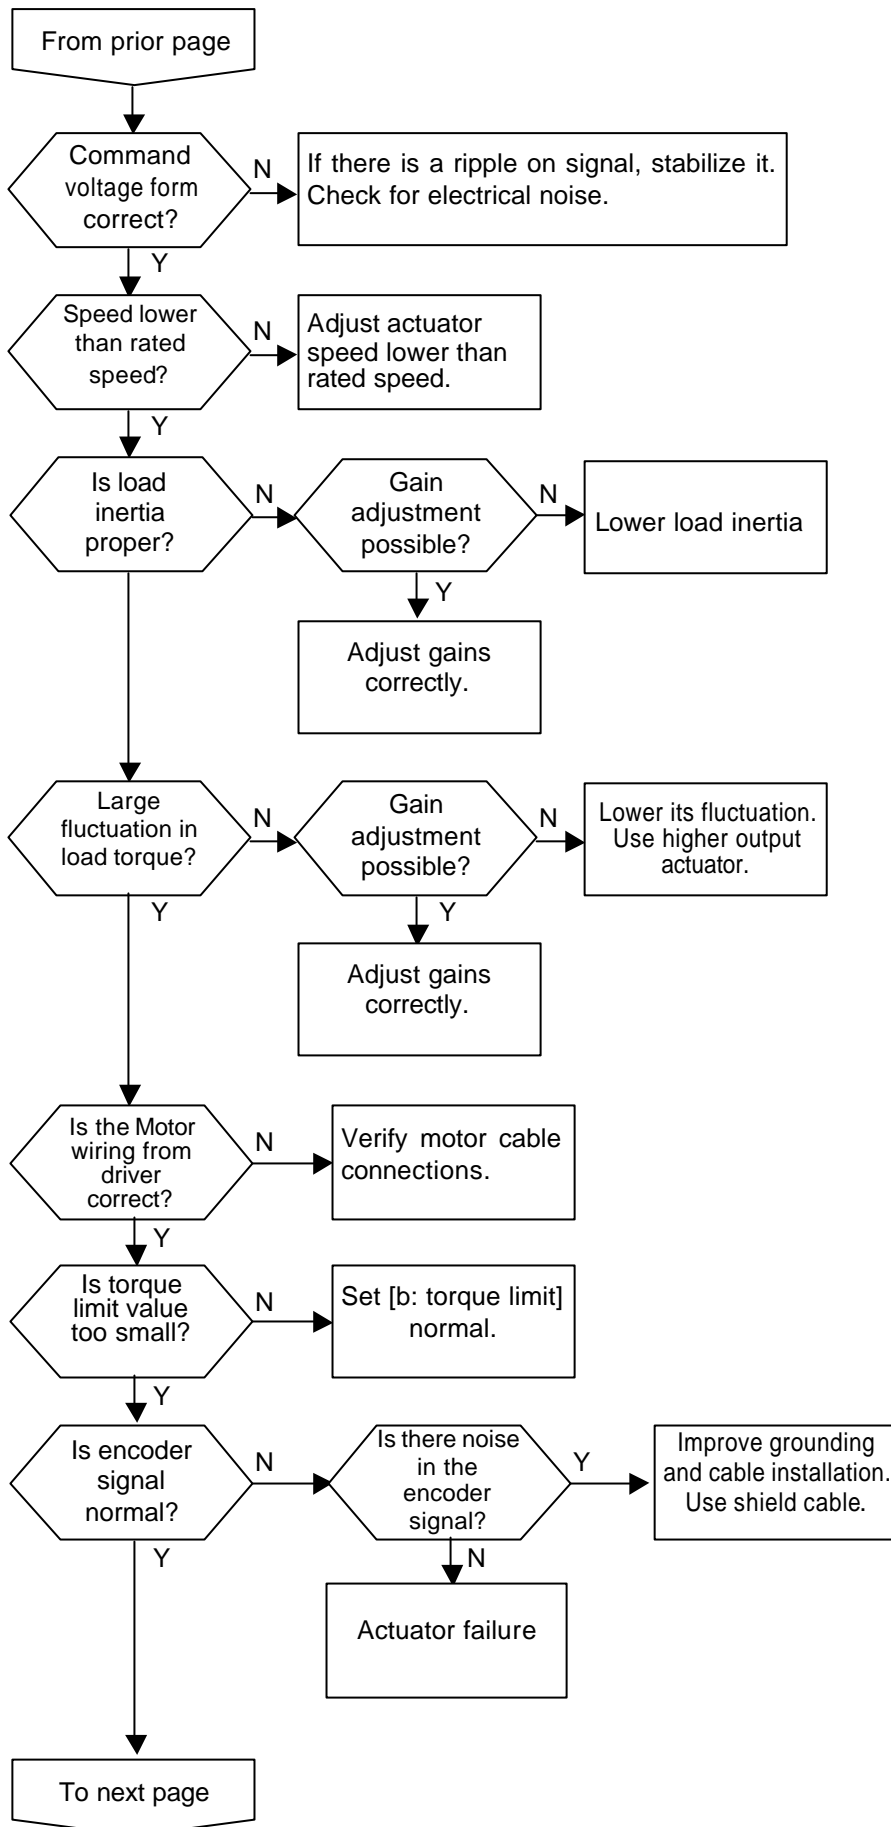 From prior page
Command
voltage form
correct?
N
If there is a ripple on signal, stabilize it.
Check for electrical noise.
Y
Speed lower
than rated
speed?
N
Adjust actuator
speed lower than
rated speed.
Y
Is load
inertia
proper?
N
Gain
adjustment
possible?
N
Lower load inertia
Y
Adjust gains
correctly.
Large
fluctuation in
load torque?
N
Gain
adjustment
possible?
N
Lower its fluctuation.
Use higher output
actuator.
Y
Y
Adjust gains
correctly.
Is the Motor
wiring from
driver
correct?
N
Verify motor cable
connections.
Y
Is torque
limit value
too small?
N
Set [b: torque limit]
normal.
Y
Is encoder
signal
normal?
N
Is there noise
in the
encoder
signal?
Y
Improve grounding
and cable installation.
Use shield cable.
Y
N
Actuator failure
To next page